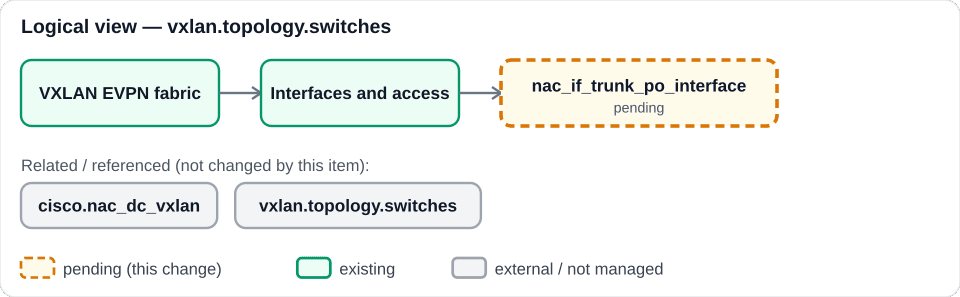 Logical view — vxlan.topology.switches
VXLAN EVPN fabric
Interfaces and access
nac_if_trunk_po_interface
pending
Related / referenced (not changed by this item):
cisco.nac_dc_vxlan
vxlan.topology.switches
pending (this change)
existing
external / not managed